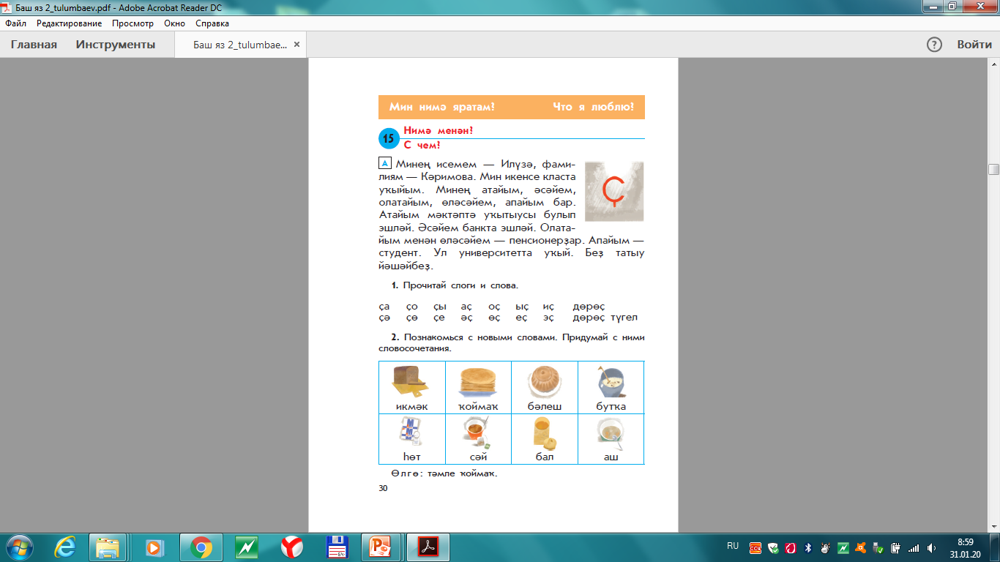 Баш яз 2_tulumbaev.pdf - Adobe Acrobat Reader DC
Файл Редактирование Просмотр Окно Справка
Главная Инструменты Баш яз 2_tulumbae... × ? Войти
Мин нимә яратам? Что я люблю?
15 Нимә менән?
С чем?
А Минең исемем — Илүзә, фами-
лиям — Кәримова. Мин икенсе класта
уҡыйым. Минең атайым, әсәйем,
олатайым, өләсәйем, апайым бар.
Атайым мәктәптә уҡытыусы булып
эшләй. Әсәйем банкта эшләй. Олата-
йым менән өләсәйем — пенсионерҙар. Апайым —
студент. Ул университетта уҡый. Беҙ татыу
йәшәйбеҙ.
Ҫ
1. Прочитай слоги и слова.
ҫа ҫо ҫы аҫ оҫ ыҫ иҫ дөрөҫ
ҫә ҫө ҫе әҫ өҫ еҫ эҫ дөрөҫ түгел
2. Познакомься с новыми словами. Придумай с ними
словосочетания.
икмәк ҡоймаҡ бәлеш бутҡа
һөт сәй бал аш
Өлгө: тәмле ҡоймаҡ.
30
RU
8:59
31.01.20